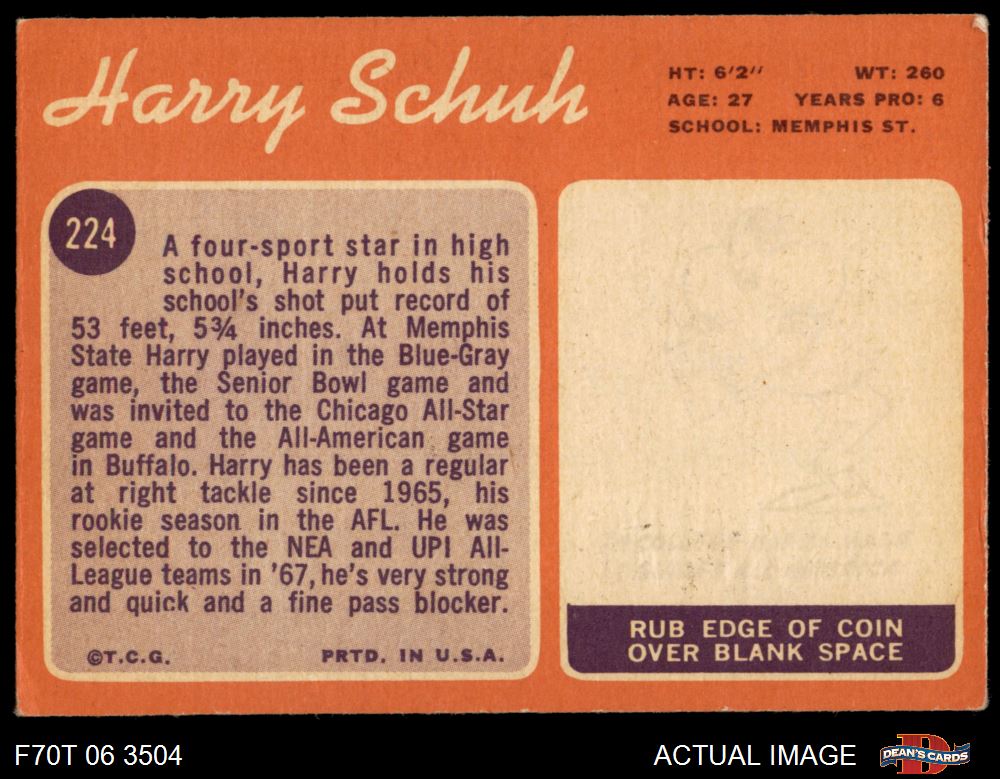 Harry Schuh
HT: 6'2'' WT: 260
AGE: 27 YEARS PRO: 6
SCHOOL: MEMPHIS ST.
224
A four-sport star in high
school, Harry holds his
school's shot put record of
53 feet, 5¾ inches. At Memphis
State Harry played in the Blue-Gray
game, the Senior Bowl game and
was invited to the Chicago All-Star
game and the All-American game
in Buffalo. Harry has been a regular
at right tackle since 1965, his
rookie season in the AFL. He was
selected to the NEA and UPI All-
League teams in '67, he's very strong
and quick and a fine pass blocker.
©T.C.G. PRTD. IN U.S.A.
RUB EDGE OF COIN
OVER BLANK SPACE
F70T 06 3504
ACTUAL IMAGE
DEAN'S CARDS